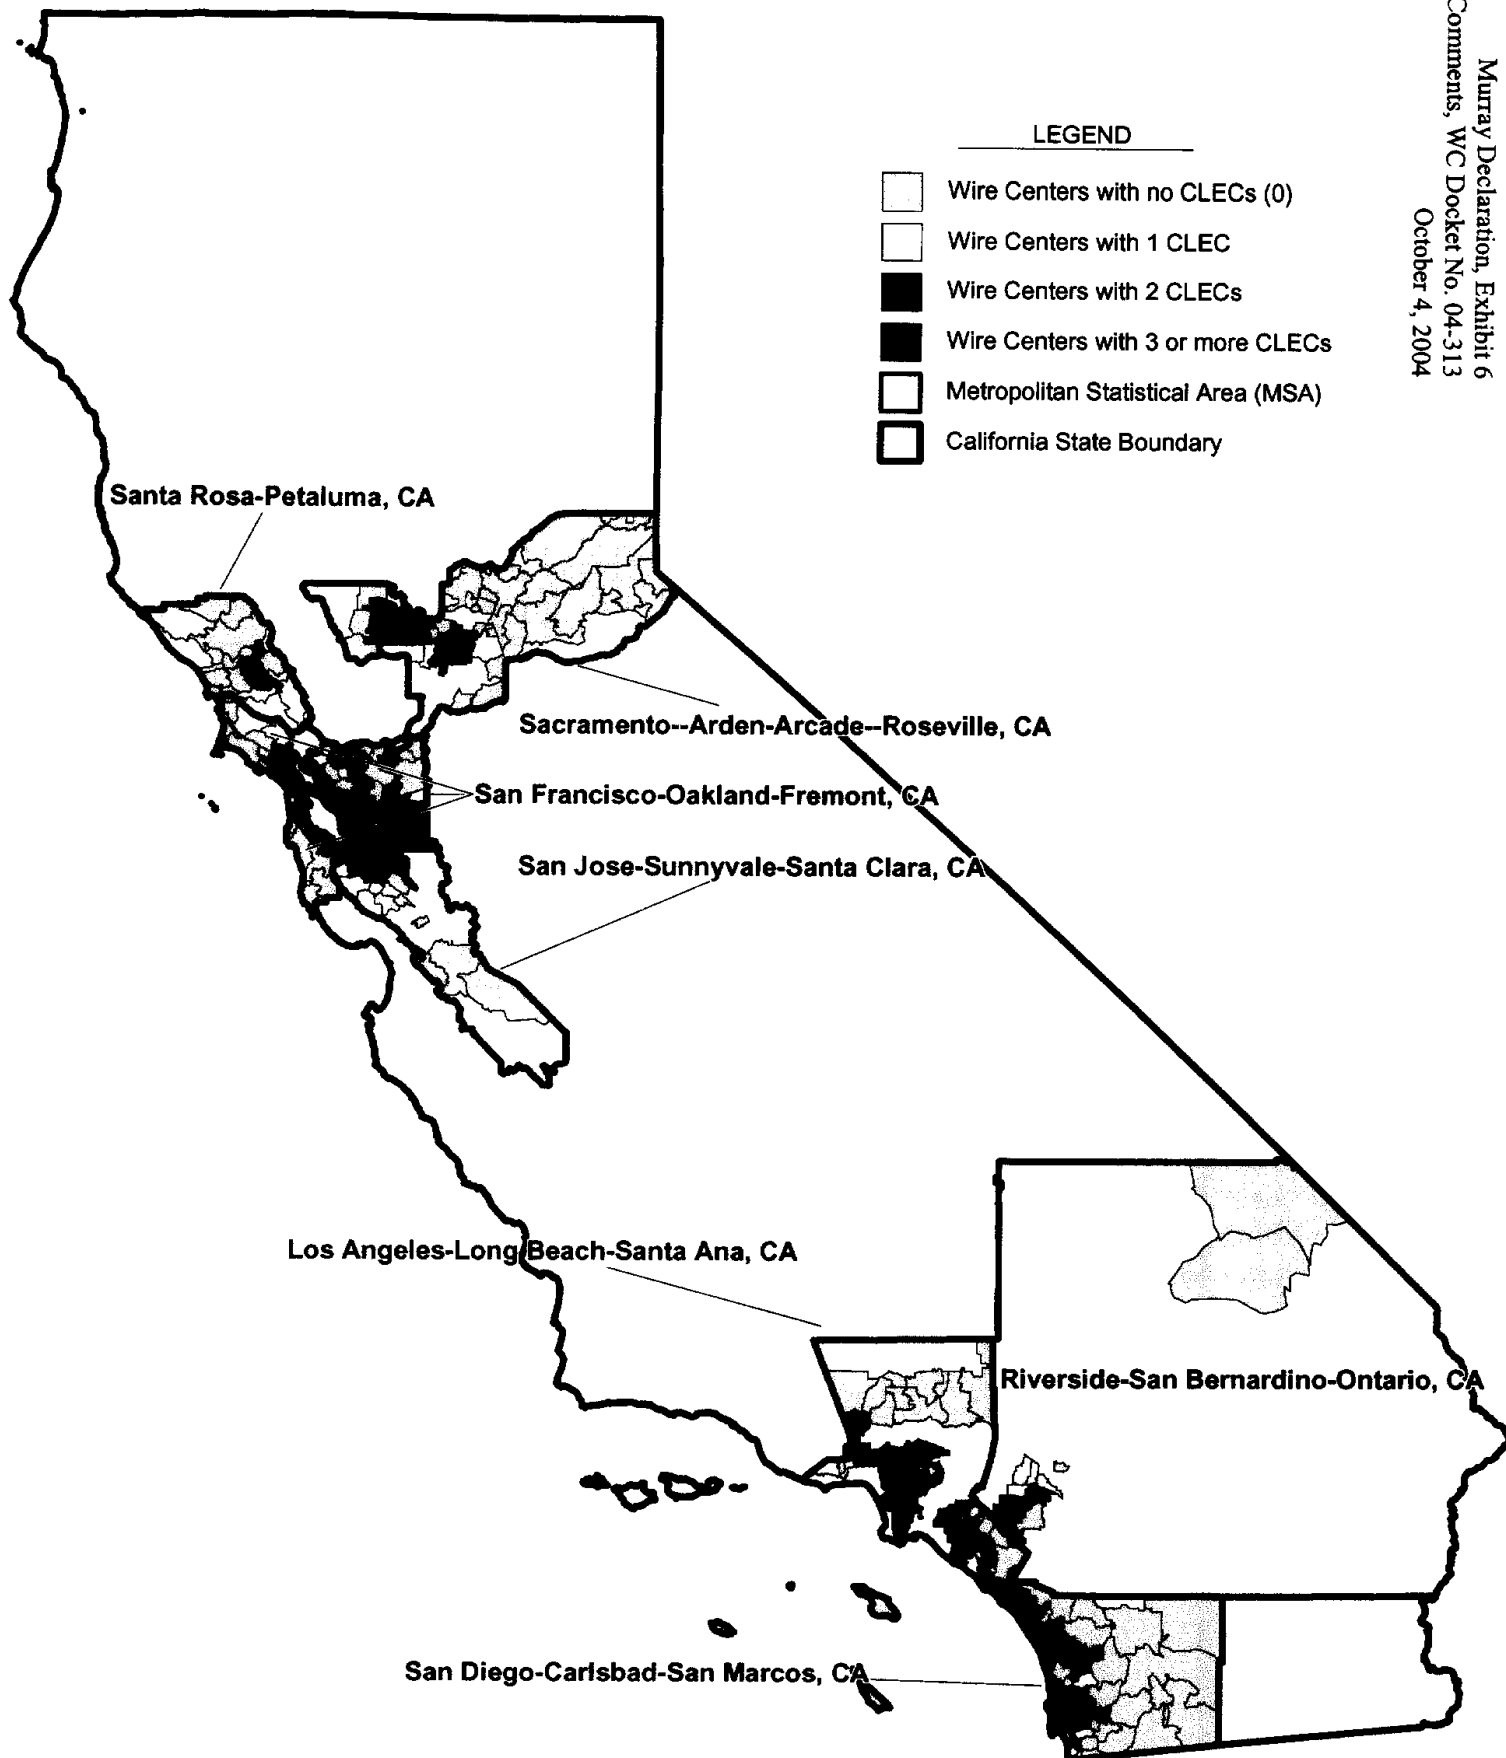 Murray Declaration, Exhibit 6
Comments, WC Docket No. 04-313
October 4, 2004
LEGEND
Wire Centers with no CLECs (0)
Wire Centers with 1 CLEC
Wire Centers with 2 CLECs
Wire Centers with 3 or more CLECs
Metropolitan Statistical Area (MSA)
California State Boundary
Santa Rosa-Petaluma, CA
Sacramento--Arden-Arcade--Roseville, CA
San Francisco-Oakland-Fremont, CA
San Jose-Sunnyvale-Santa Clara, CA
Los Angeles-Long Beach-Santa Ana, CA
Riverside-San Bernardino-Ontario, CA
San Diego-Carlsbad-San Marcos, CA